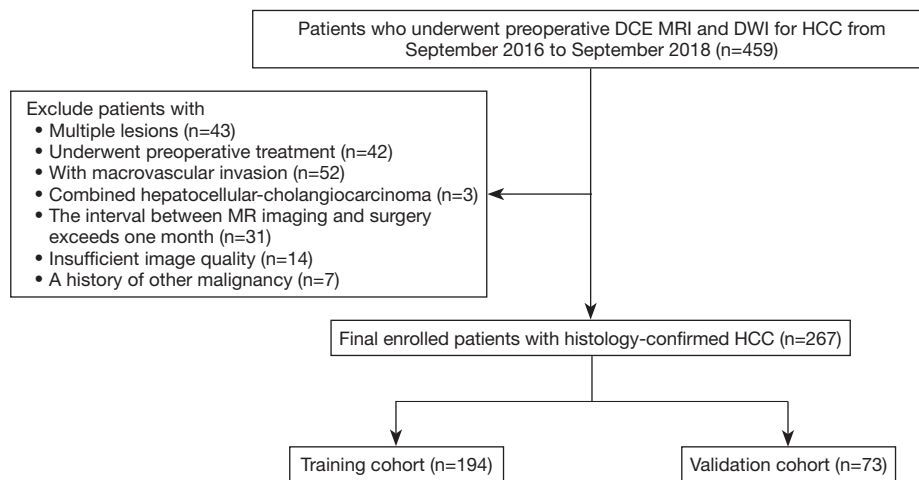 Patients who underwent preoperative DCE MRI and DWI for HCC from
September 2016 to September 2018 (n=459)
Exclude patients with
• Multiple lesions (n=43)
• Underwent preoperative treatment (n=42)
• With macrovascular invasion (n=52)
• Combined hepatocellular-cholangiocarcinoma (n=3)
• The interval between MR imaging and surgery
exceeds one month (n=31)
• Insufficient image quality (n=14)
• A history of other malignancy (n=7)
Final enrolled patients with histology-confirmed HCC (n=267)
Training cohort (n=194)
Validation cohort (n=73)